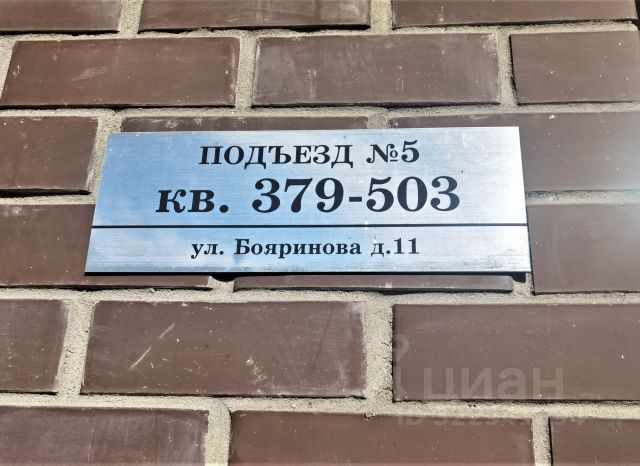 ПОДЪЕЗД №5
кв. 379-503
ул. Бояринова д.11
циан